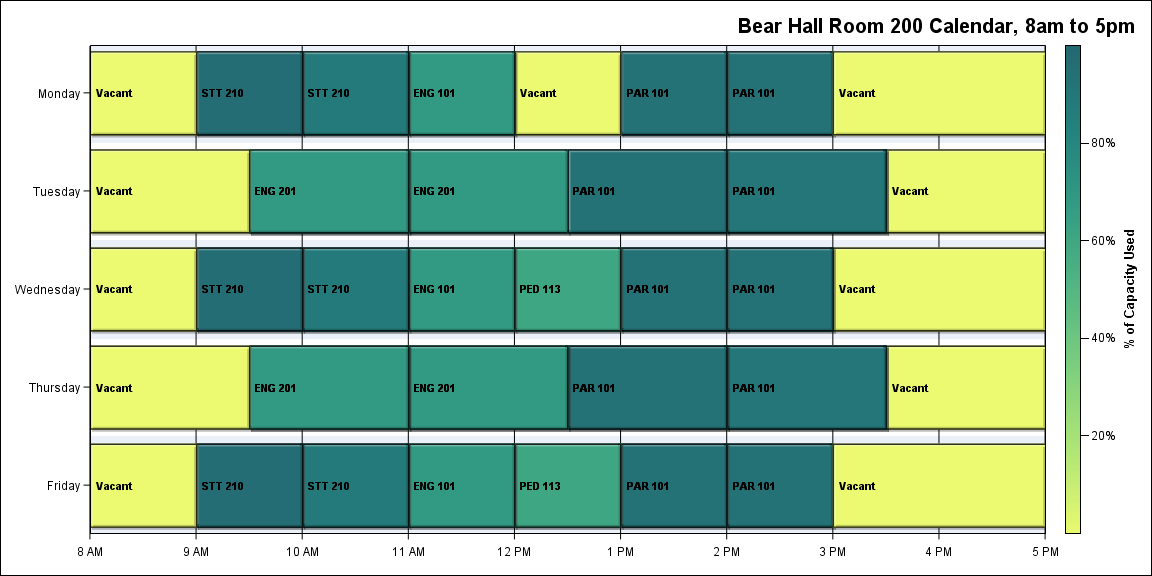 Bear Hall Room 200 Calendar, 8am to 5pm
Monday
Vacant
STT 210
STT 210
ENG 101
Vacant
PAR 101
PAR 101
Vacant
Tuesday
Vacant
ENG 201
ENG 201
PAR 101
PAR 101
Vacant
Wednesday
Vacant
STT 210
STT 210
ENG 101
PED 113
PAR 101
PAR 101
Vacant
Thursday
Vacant
ENG 201
ENG 201
PAR 101
PAR 101
Vacant
Friday
Vacant
STT 210
STT 210
ENG 101
PED 113
PAR 101
PAR 101
Vacant
8 AM
9 AM
10 AM
11 AM
12 PM
1 PM
2 PM
3 PM
4 PM
5 PM
80%
60%
40%
20%
% of Capacity Used